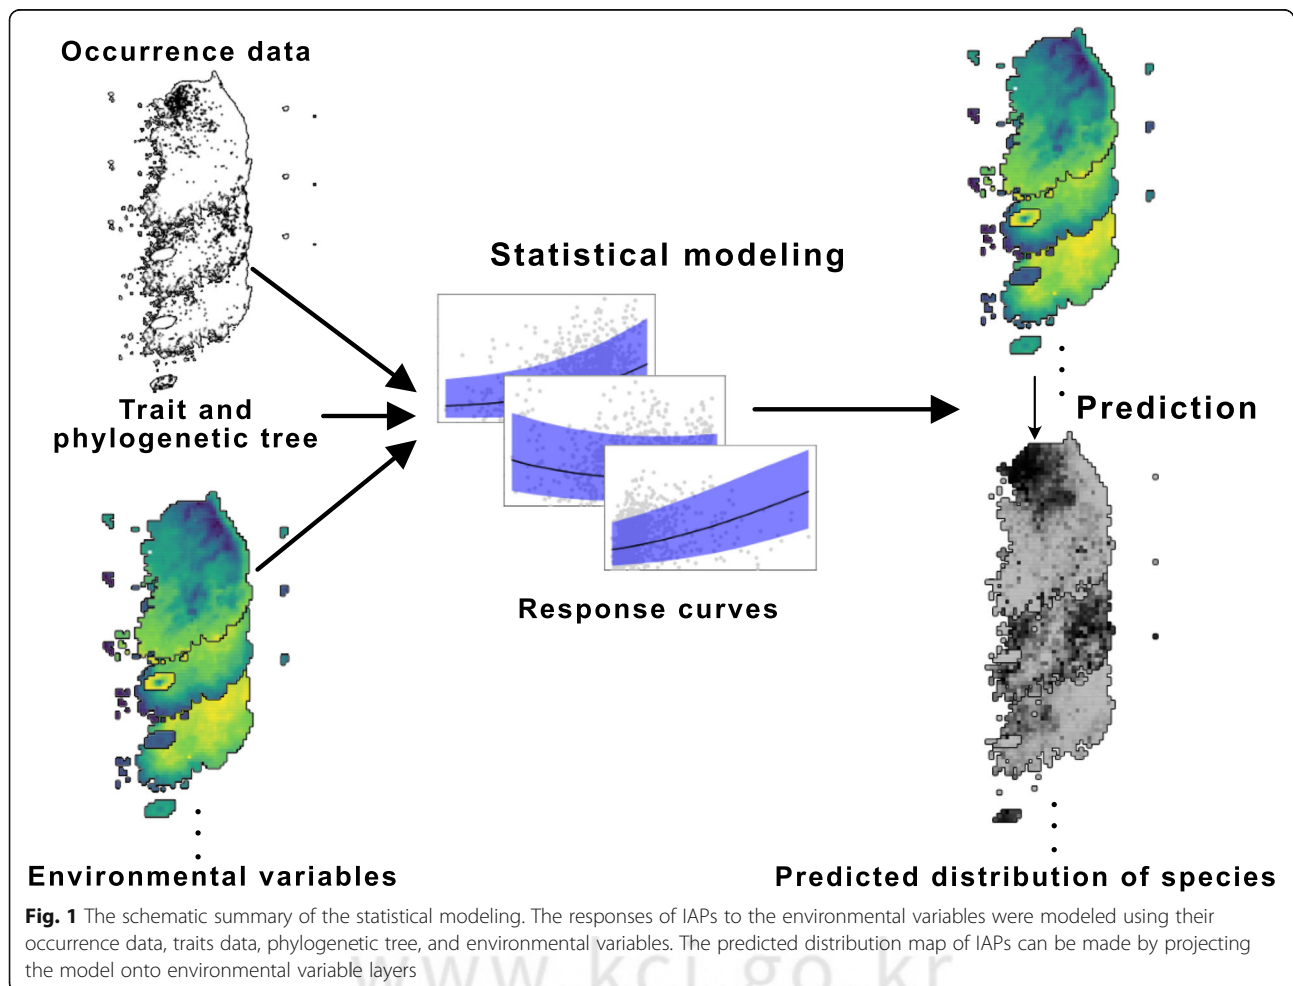 Occurrence data
Statistical modeling
Trait and
phylogenetic tree
Prediction
Response curves
Environmental variables
Predicted distribution of species
Fig. 1 The schematic summary of the statistical modeling. The responses of IAPs to the environmental variables were modeled using their
occurrence data, traits data, phylogenetic tree, and environmental variables. The predicted distribution map of IAPs can be made by projecting
the model onto environmental variable layers
www.kci.go.kr